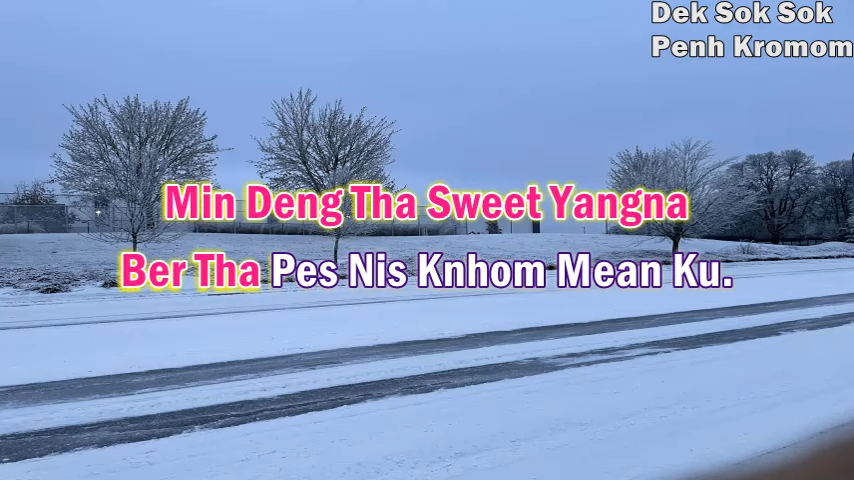 Dek Sok Sok
Penh Kromom
Min Deng Tha Sweet Yangna
Ber Tha Pes Nis Knhom Mean Ku.